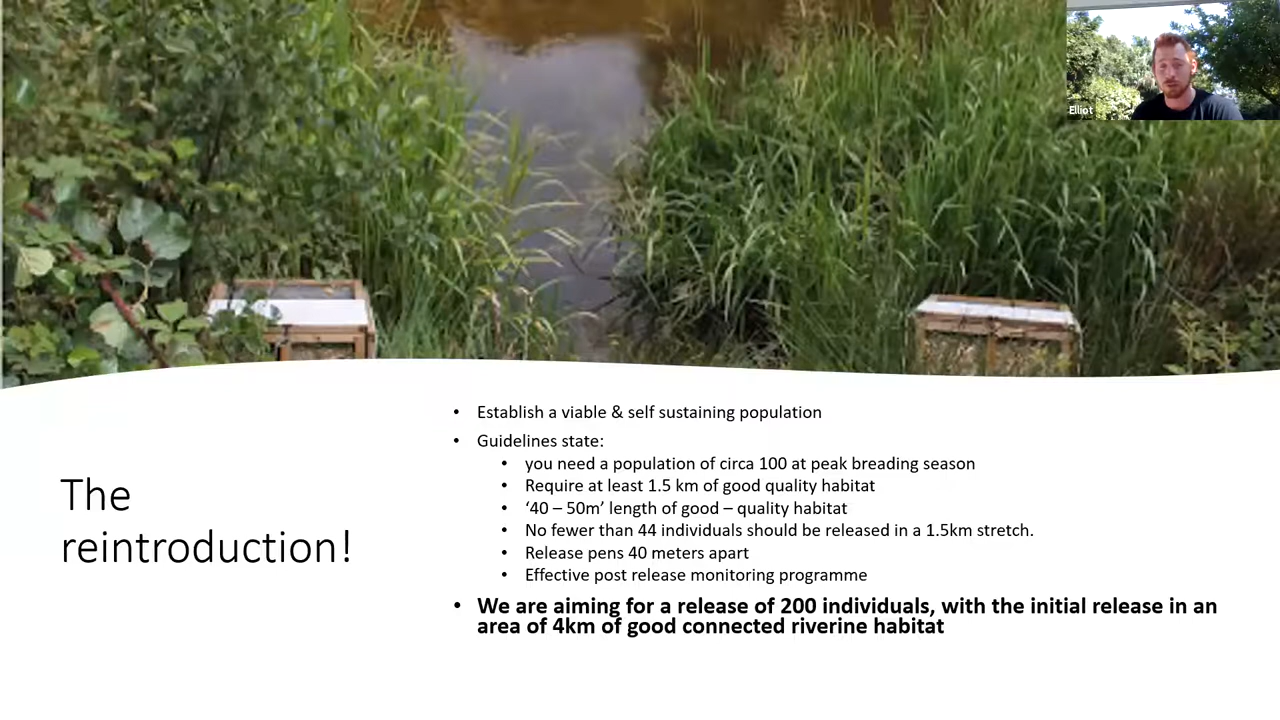 Elliot
The
reintroduction!
• Establish a viable & self sustaining population
• Guidelines state:
• you need a population of circa 100 at peak breading season
• Require at least 1.5 km of good quality habitat
• ‘40 – 50m’ length of good – quality habitat
• No fewer than 44 individuals should be released in a 1.5km stretch.
• Release pens 40 meters apart
• Effective post release monitoring programme
• We are aiming for a release of 200 individuals, with the initial release in an
area of 4km of good connected riverine habitat